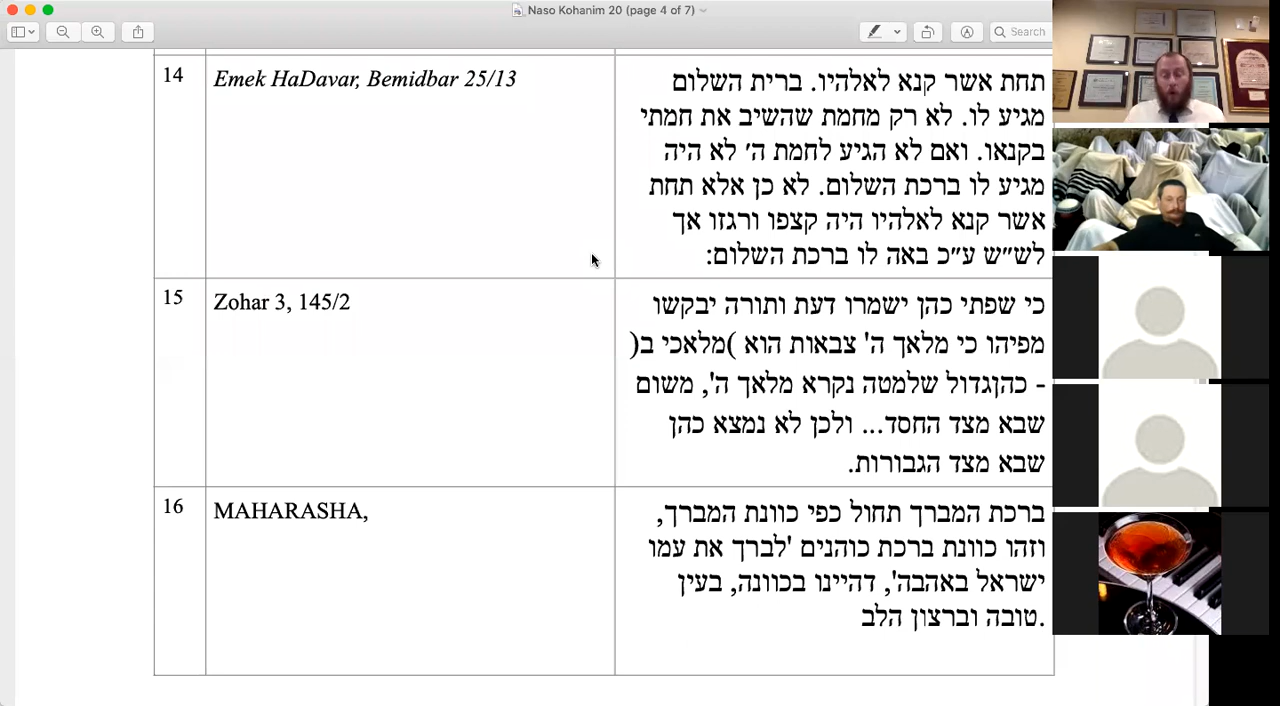 Naso Kohanim 20 (page 4 of 7)
Search
14
Emek HaDavar, Bemidbar 25/13
תחת אשר קנא לאלהיו. ברית השלום
מגיע לו. לא רק מחמת שהשיב את חמתי
בקנאו. ואם לא הגיע לחמת ה׳ לא היה
מגיע לו ברכת השלום. לא כן אלא תחת
אשר קנא לאלהיו היה קצפו ורגזו אך
לש״ש ע״כ באה לו ברכת השלום:
15
Zohar 3, 145/2
כי שפתי כהן ישמרו דעת ותורה יבקשו
מפיהו כי מלאך ה' צבאות הוא )מלאכי ב(
- כהןגדול שלמטה נקרא מלאך ה', משום
שבא מצד החסד... ולכן לא נמצא כהן
שבא מצד הגבורות.
16
MAHARASHA,
ברכת המברך תחול כפי כוונת המברך,
וזהו כוונת ברכת כוהנים 'לברך את עמו
ישראל באהבה', דהיינו בכוונה, בעין
.טובה וברצון הלב